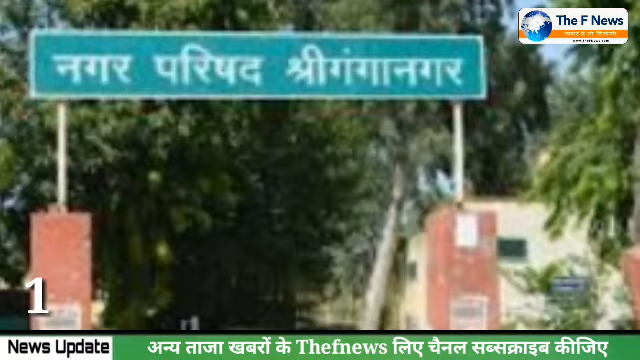 The F News
नगर परिषद श्रीगंगानगर
1
News Update
अन्य ताजा खबरों के Thefnews लिए चैनल सब्सक्राइब कीजिए